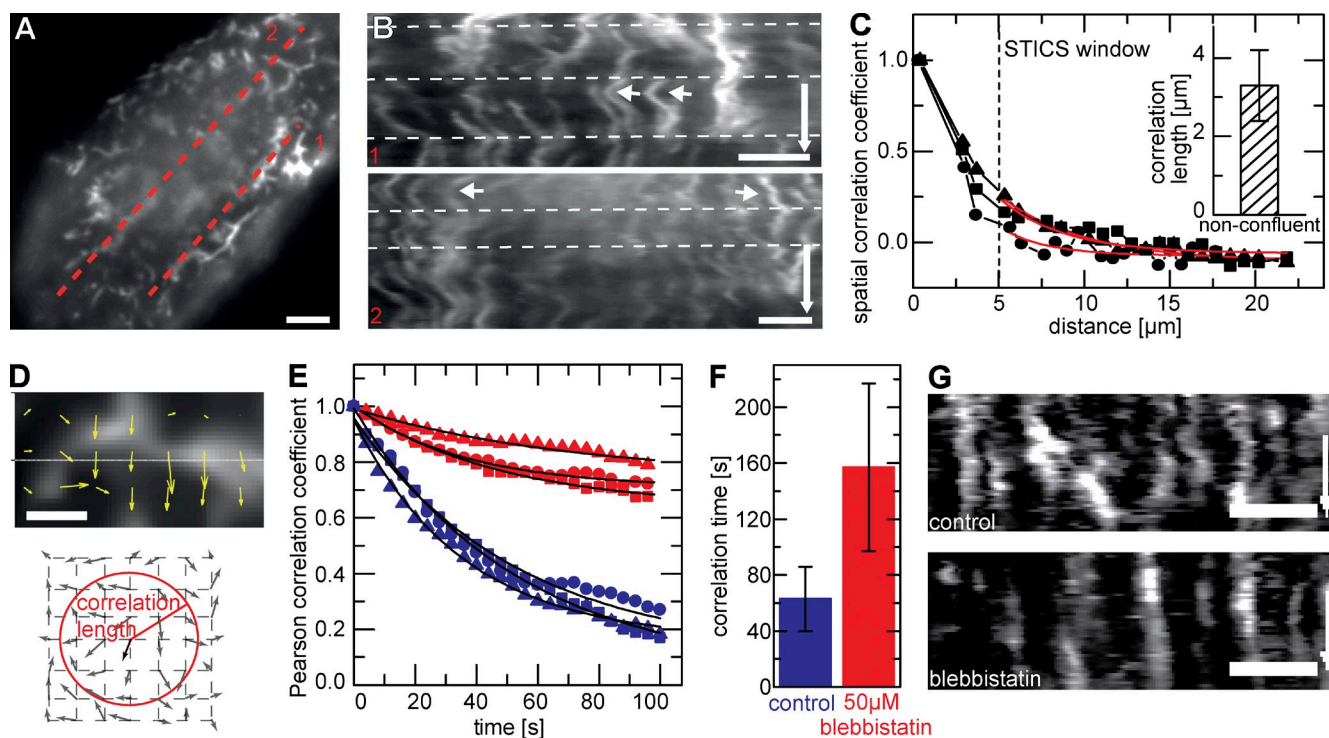 A
2
1
B
1
2
C
spatial correlation coefficient
1.0
0.5
0.0
STICS window
0
5
10
15
20
distance [µm]
correlation
length [µm]
4
2
0
non-confluent
D
correlation
length
E
Pearson correlation coefficient
1.0
0.8
0.6
0.4
0.2
0.0
0
20
40
60
80
100
time [s]
F
correlation time [s]
200
160
120
80
40
0
control
50µM
blebbistatin
G
control
blebbistatin